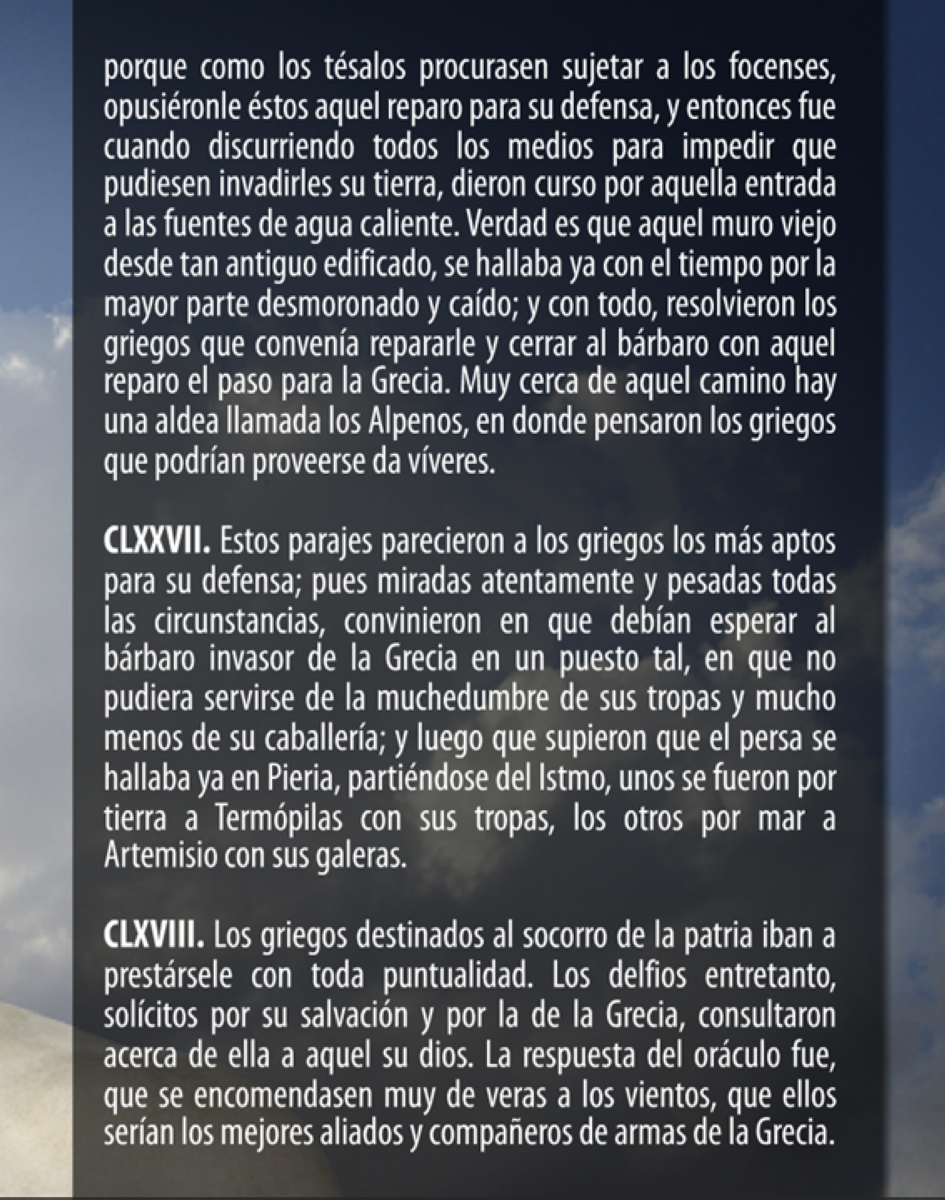 porque como los tésalos procurasen sujetar a los focenses,
opusiéronle éstos aquel reparo para su defensa, y entonces fue
cuando discurriendo todos los medios para impedir que
pudiesen invadirles su tierra, dieron curso por aquella entrada
a las fuentes de agua caliente. Verdad es que aquel muro viejo
desde tan antiguo edificado, se hallaba ya con el tiempo por la
mayor parte desmoronado y caído; y con todo, resolvieron los
griegos que convenía repararle y cerrar al bárbaro con aquel
reparo el paso para la Grecia. Muy cerca de aquel camino hay
una aldea llamada los Alpenos, en donde pensaron los griegos
que podrían proveerse da víveres.
CLXXVII. Estos parajes parecieron a los griegos los más aptos
para su defensa; pues miradas atentamente y pesadas todas
las circunstancias, convinieron en que debían esperar al
bárbaro invasor de la Grecia en un puesto tal, en que no
pudiera servirse de la muchedumbre de sus tropas y mucho
menos de su caballería; y luego que supieron que el persa se
hallaba ya en Pieria, partiéndose del Istmo, unos se fueron por
tierra a Termópilas con sus tropas, los otros por mar a
Artemisio con sus galeras.
CLXVIII. Los griegos destinados al socorro de la patria iban a
prestársele con toda puntualidad. Los delfios entretanto,
solícitos por su salvación y por la de la Grecia, consultaron
acerca de ella a aquel su dios. La respuesta del oráculo fue,
que se encomendasen muy de veras a los vientos, que ellos
serían los mejores aliados y compañeros de armas de la Grecia.